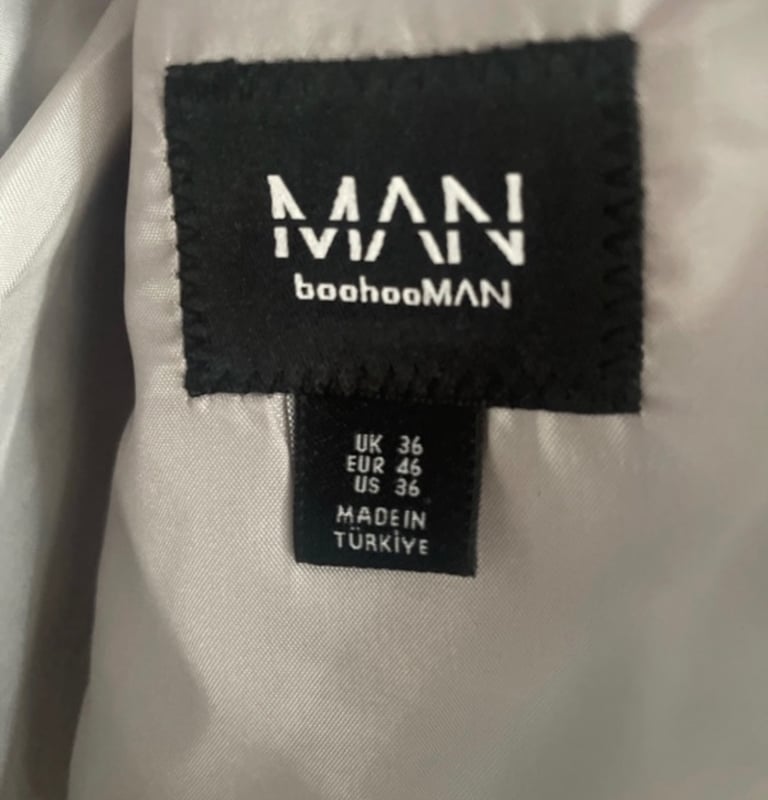 MAN
boohooMAN
UK 36
EUR 46
US 36
MADE IN
TÜRKİYE